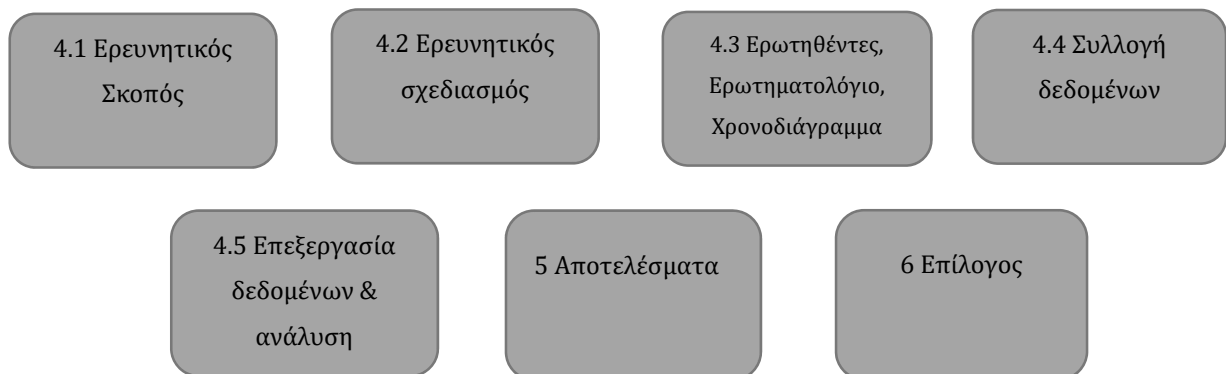 4.1 Ερευνητικός
Σκοπός
4.2 Ερευνητικός
σχεδιασμός
4.3 Ερωτηθέντες,
Ερωτηματολόγιο,
Χρονοδιάγραμμα
4.4 Συλλογή
δεδομένων
4.5 Επεξεργασία
δεδομένων &
ανάλυση
5 Αποτελέσματα
6 Επίλογος